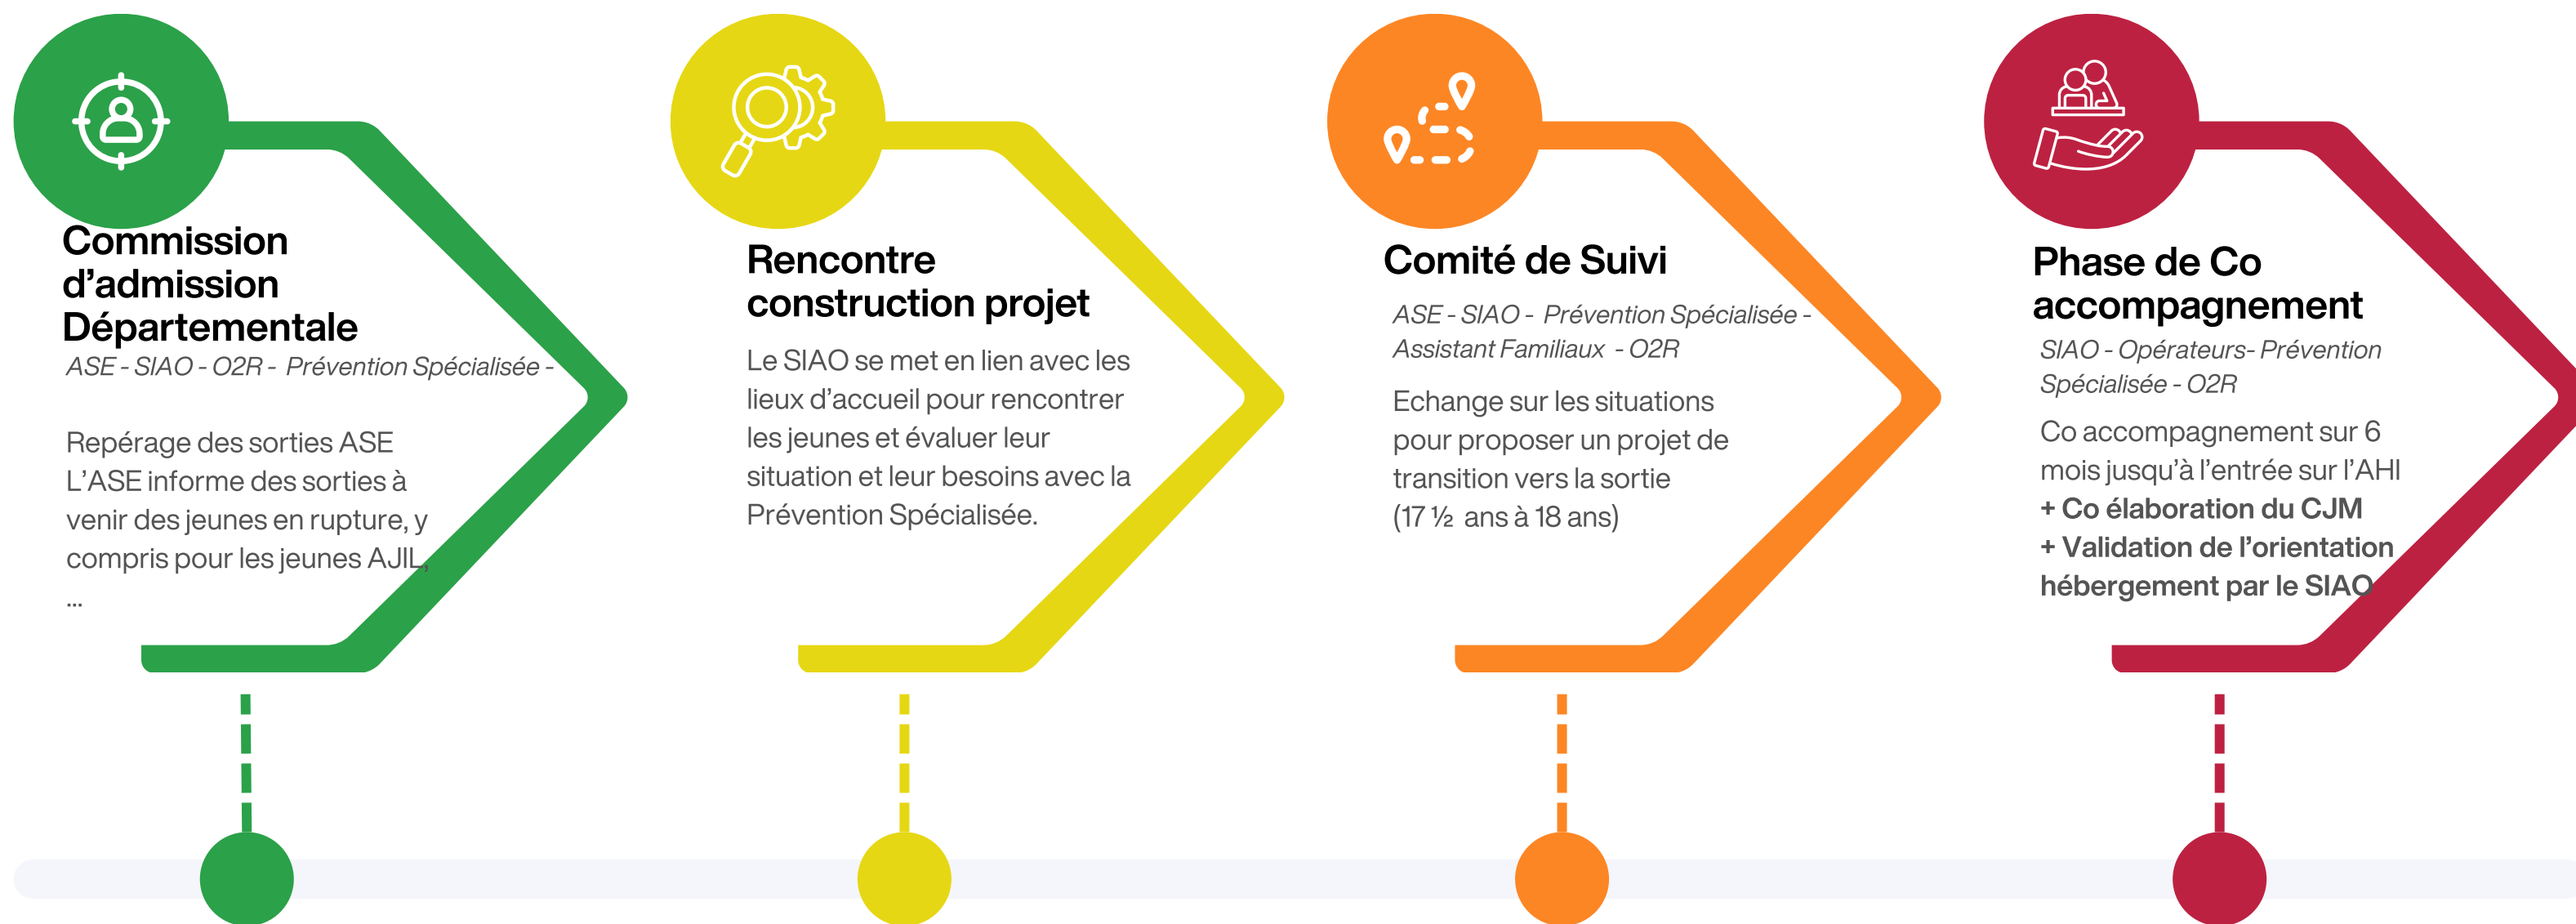 Commission
d'admission
Départementale
ASE - SIAO - O2R -  Prévention Spécialisée -
Repérage des sorties ASE
L'ASE informe des sorties à
venir des jeunes en rupture, y
compris pour les jeunes AJIL,
...
Rencontre
construction projet
Le SIAO se met en lien avec les
lieux d'accueil pour rencontrer
les jeunes et évaluer leur
situation et leur besoins avec la
Prévention Spécialisée.
Comité de Suivi
ASE - SIAO -  Prévention Spécialisée -
Assistant Familiaux  - O2R
Echange sur les situations
pour proposer un projet de
transition vers la sortie
(17 ½  ans à 18 ans)
Phase de Co
accompagnement
SIAO - Opérateurs- Prévention
Spécialisée - O2R
Co accompagnement sur 6
mois jusqu'à l'entrée sur l'AHI
+ Co élaboration du CJM
+ Validation de l'orientation
hébergement par le SIAO